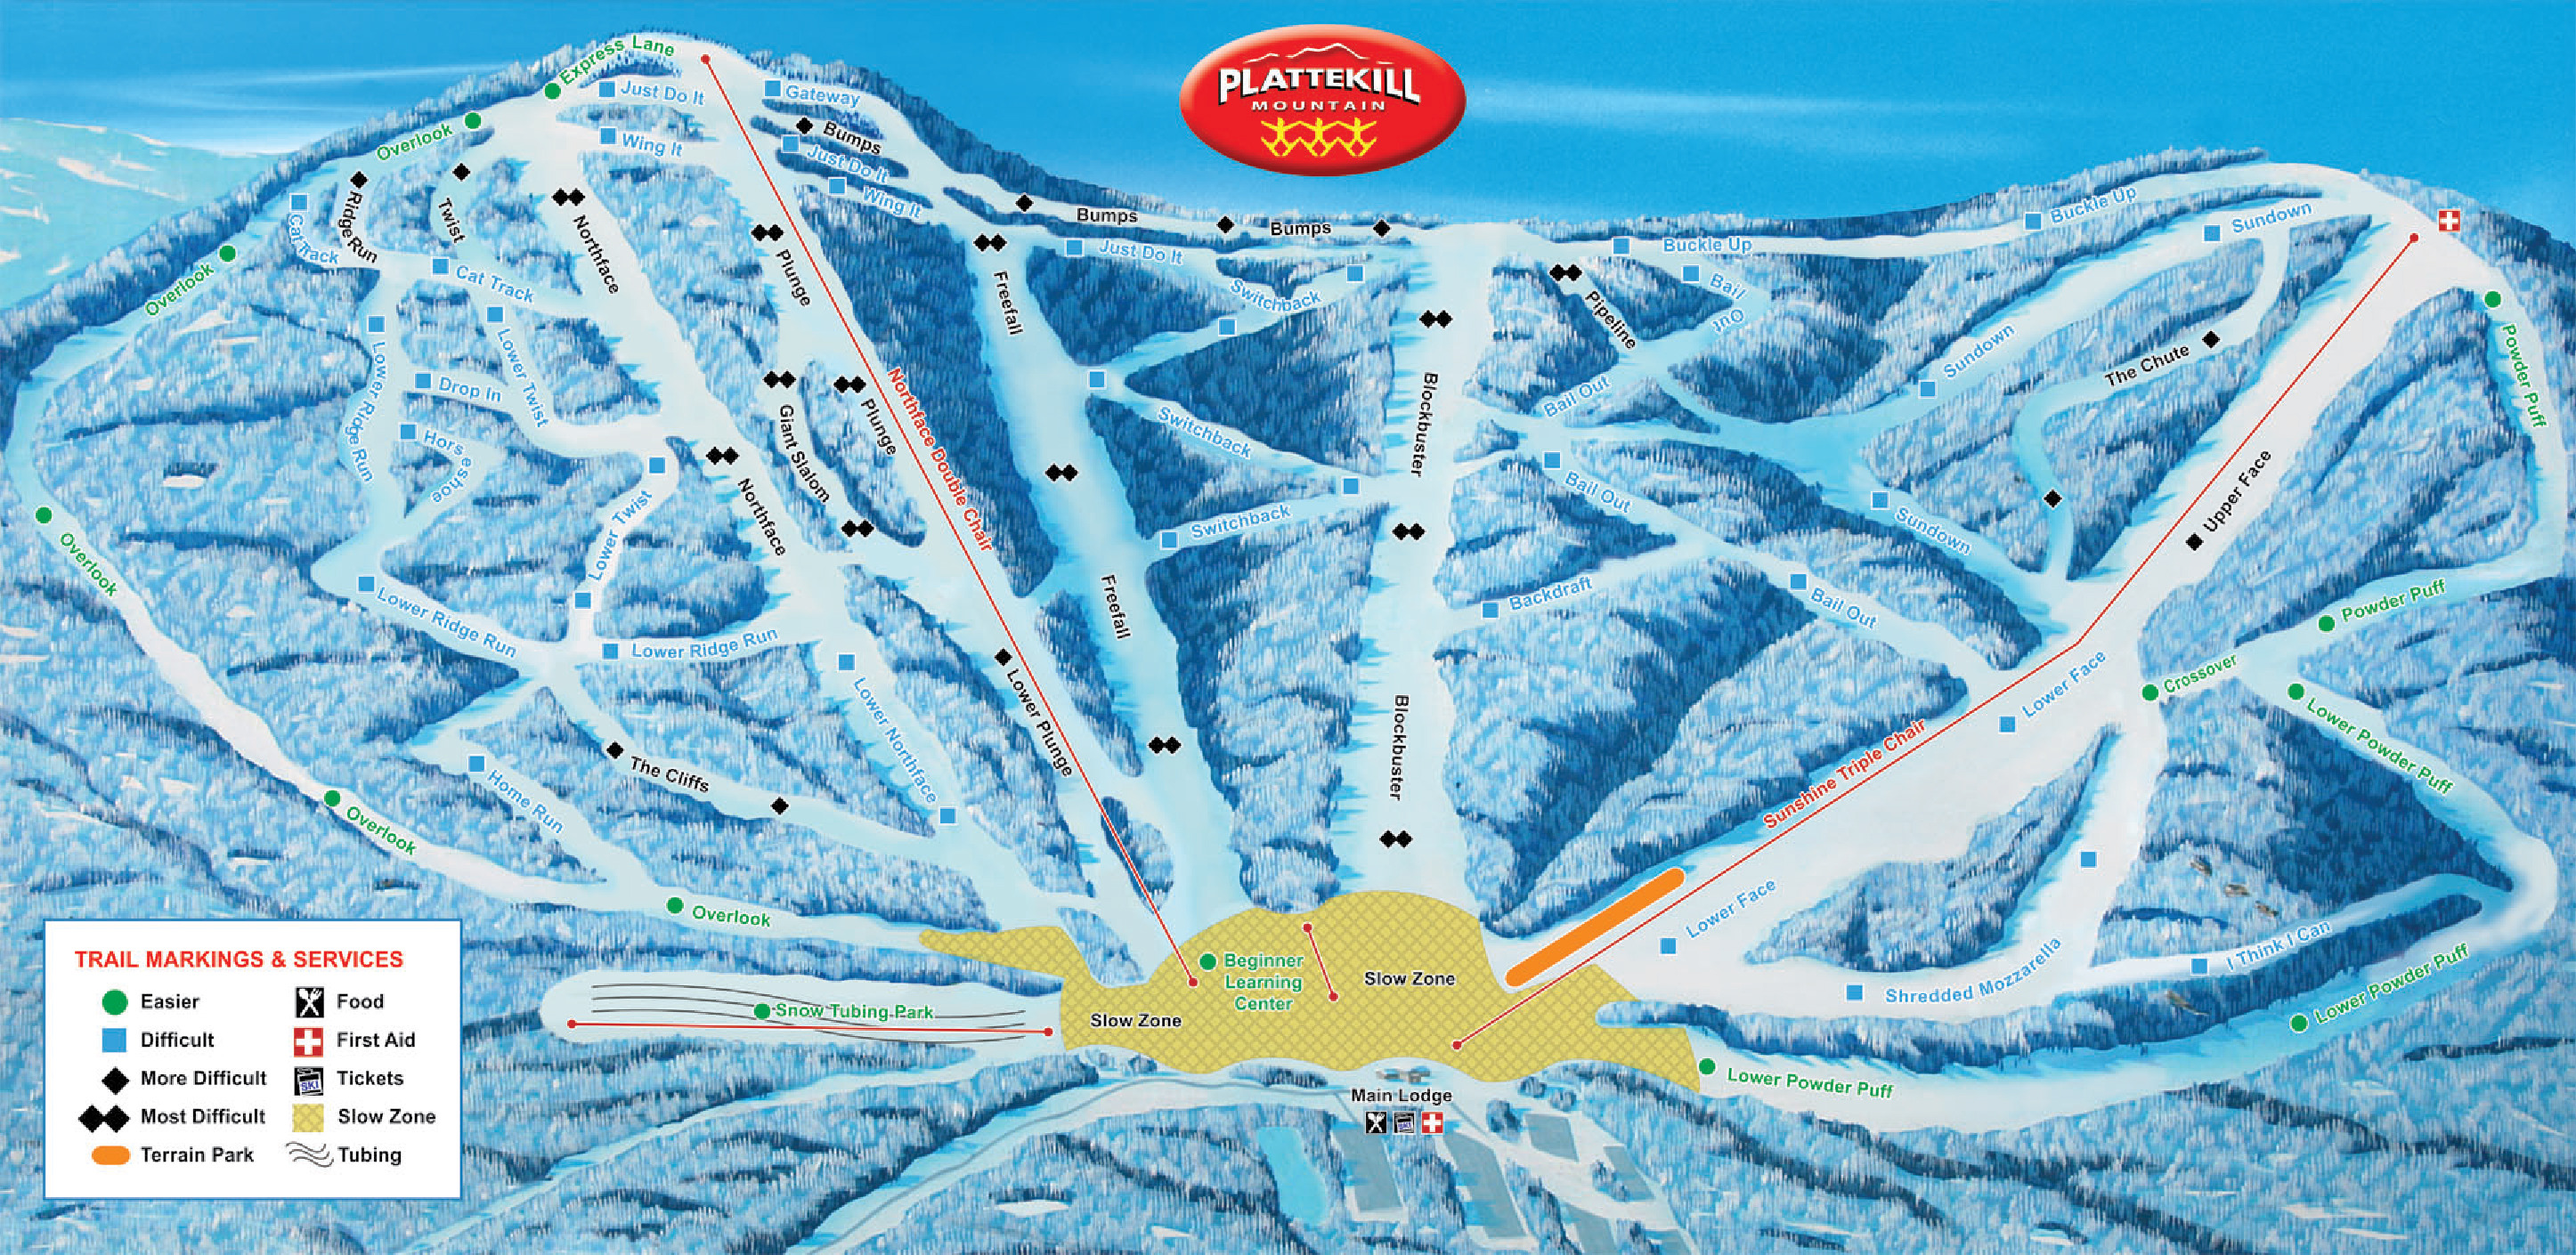 PLATTEKILL
MOUNTAIN
Express Lane
Just Do It
Gateway
Overlook
Bumps
Wing It
Just Do It
Wing It
Ridge Run
Twist
Northface
Cat Track
Cat Track
Overlook
Plunge
Freefall
Bumps
Bumps
Just Do It
Switchback
Buckle Up
Buckle Up
Sundown
Bail
Out
Pipeline
Powder Puff
Lower Ridge Run
Drop In
Lower Twist
Hors
eshoe
Giant Slalom
Plunge
Northface Double Chair
Switchback
Blockbuster
Bail Out
Sundown
The Chute
Bail Out
Sundown
Upper Face
Northface
Lower Twist
Switchback
Overlook
Lower Ridge Run
Lower Ridge Run
Freefall
Backdraft
Bail Out
Powder Puff
Crossover
Lower Face
Lower Powder Puff
Lower Plunge
Lower Northface
Blockbuster
Sunshine Triple Chair
The Cliffs
Home Run
Overlook
Overlook
Lower Face
Shredded Mozzarella
I Think I Can
Lower Powder Puff
Lower Powder Puff
Beginner
Learning
Center
Slow Zone
Slow Zone
Snow Tubing Park
Main Lodge
SKI
TRAIL MARKINGS & SERVICES
Easier
Food
Difficult
First Aid
More Difficult
SKI
Tickets
Most Difficult
Slow Zone
Terrain Park
Tubing